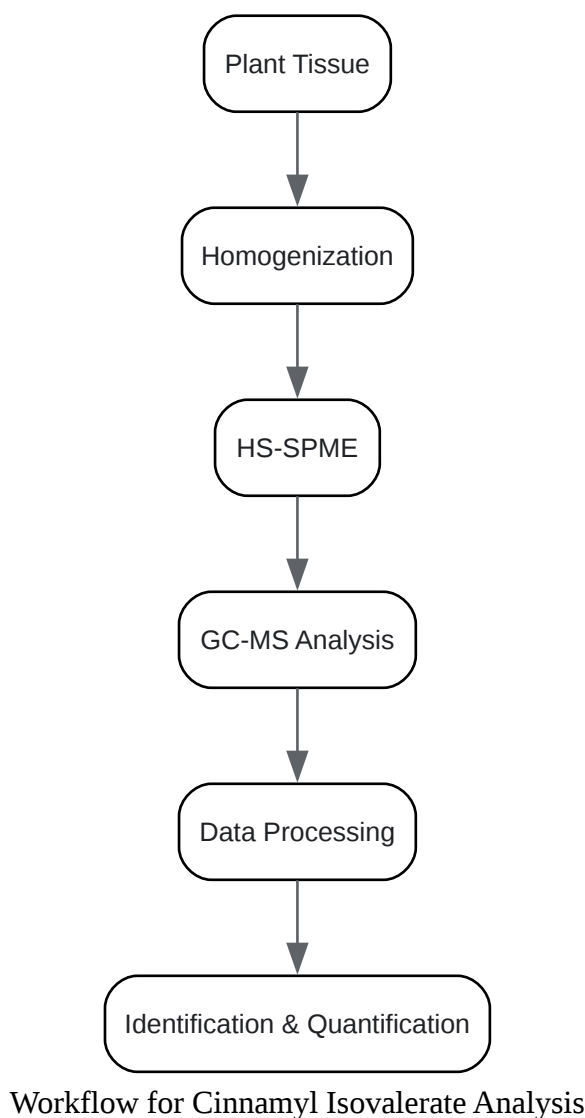 Plant Tissue
Homogenization
HS-SPME
GC-MS Analysis
Data Processing
Identification & Quantification
Workflow for Cinnamyl Isovalerate Analysis